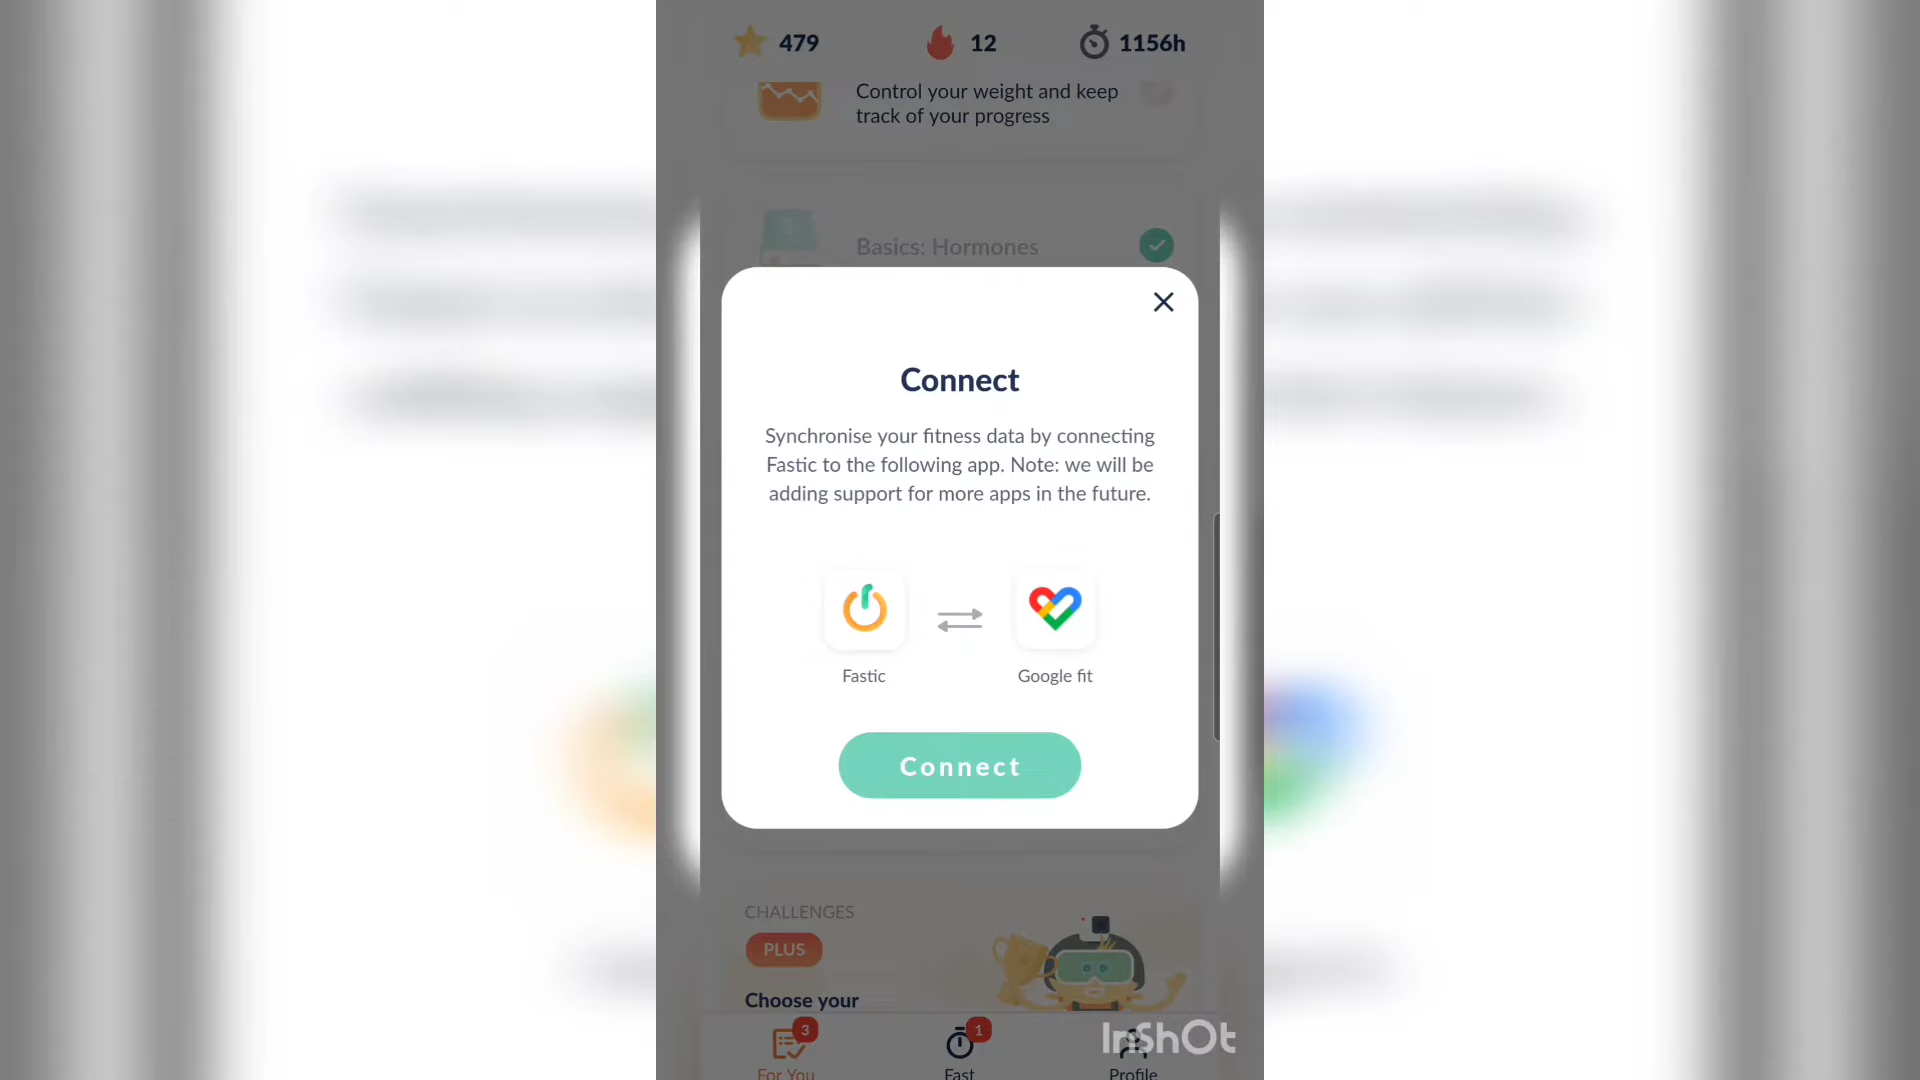 479
12
1156h
Control your weight and keep
track of your progress
Basics: Hormones
Connect
Synchronise your fitness data by connecting
Fastic to the following app. Note: we will be
adding support for more apps in the future.
Fastic
Google fit
Connect
CHALLENGES
PLUS
Choose your
3
1
For You
Fast
Profile
InShOt